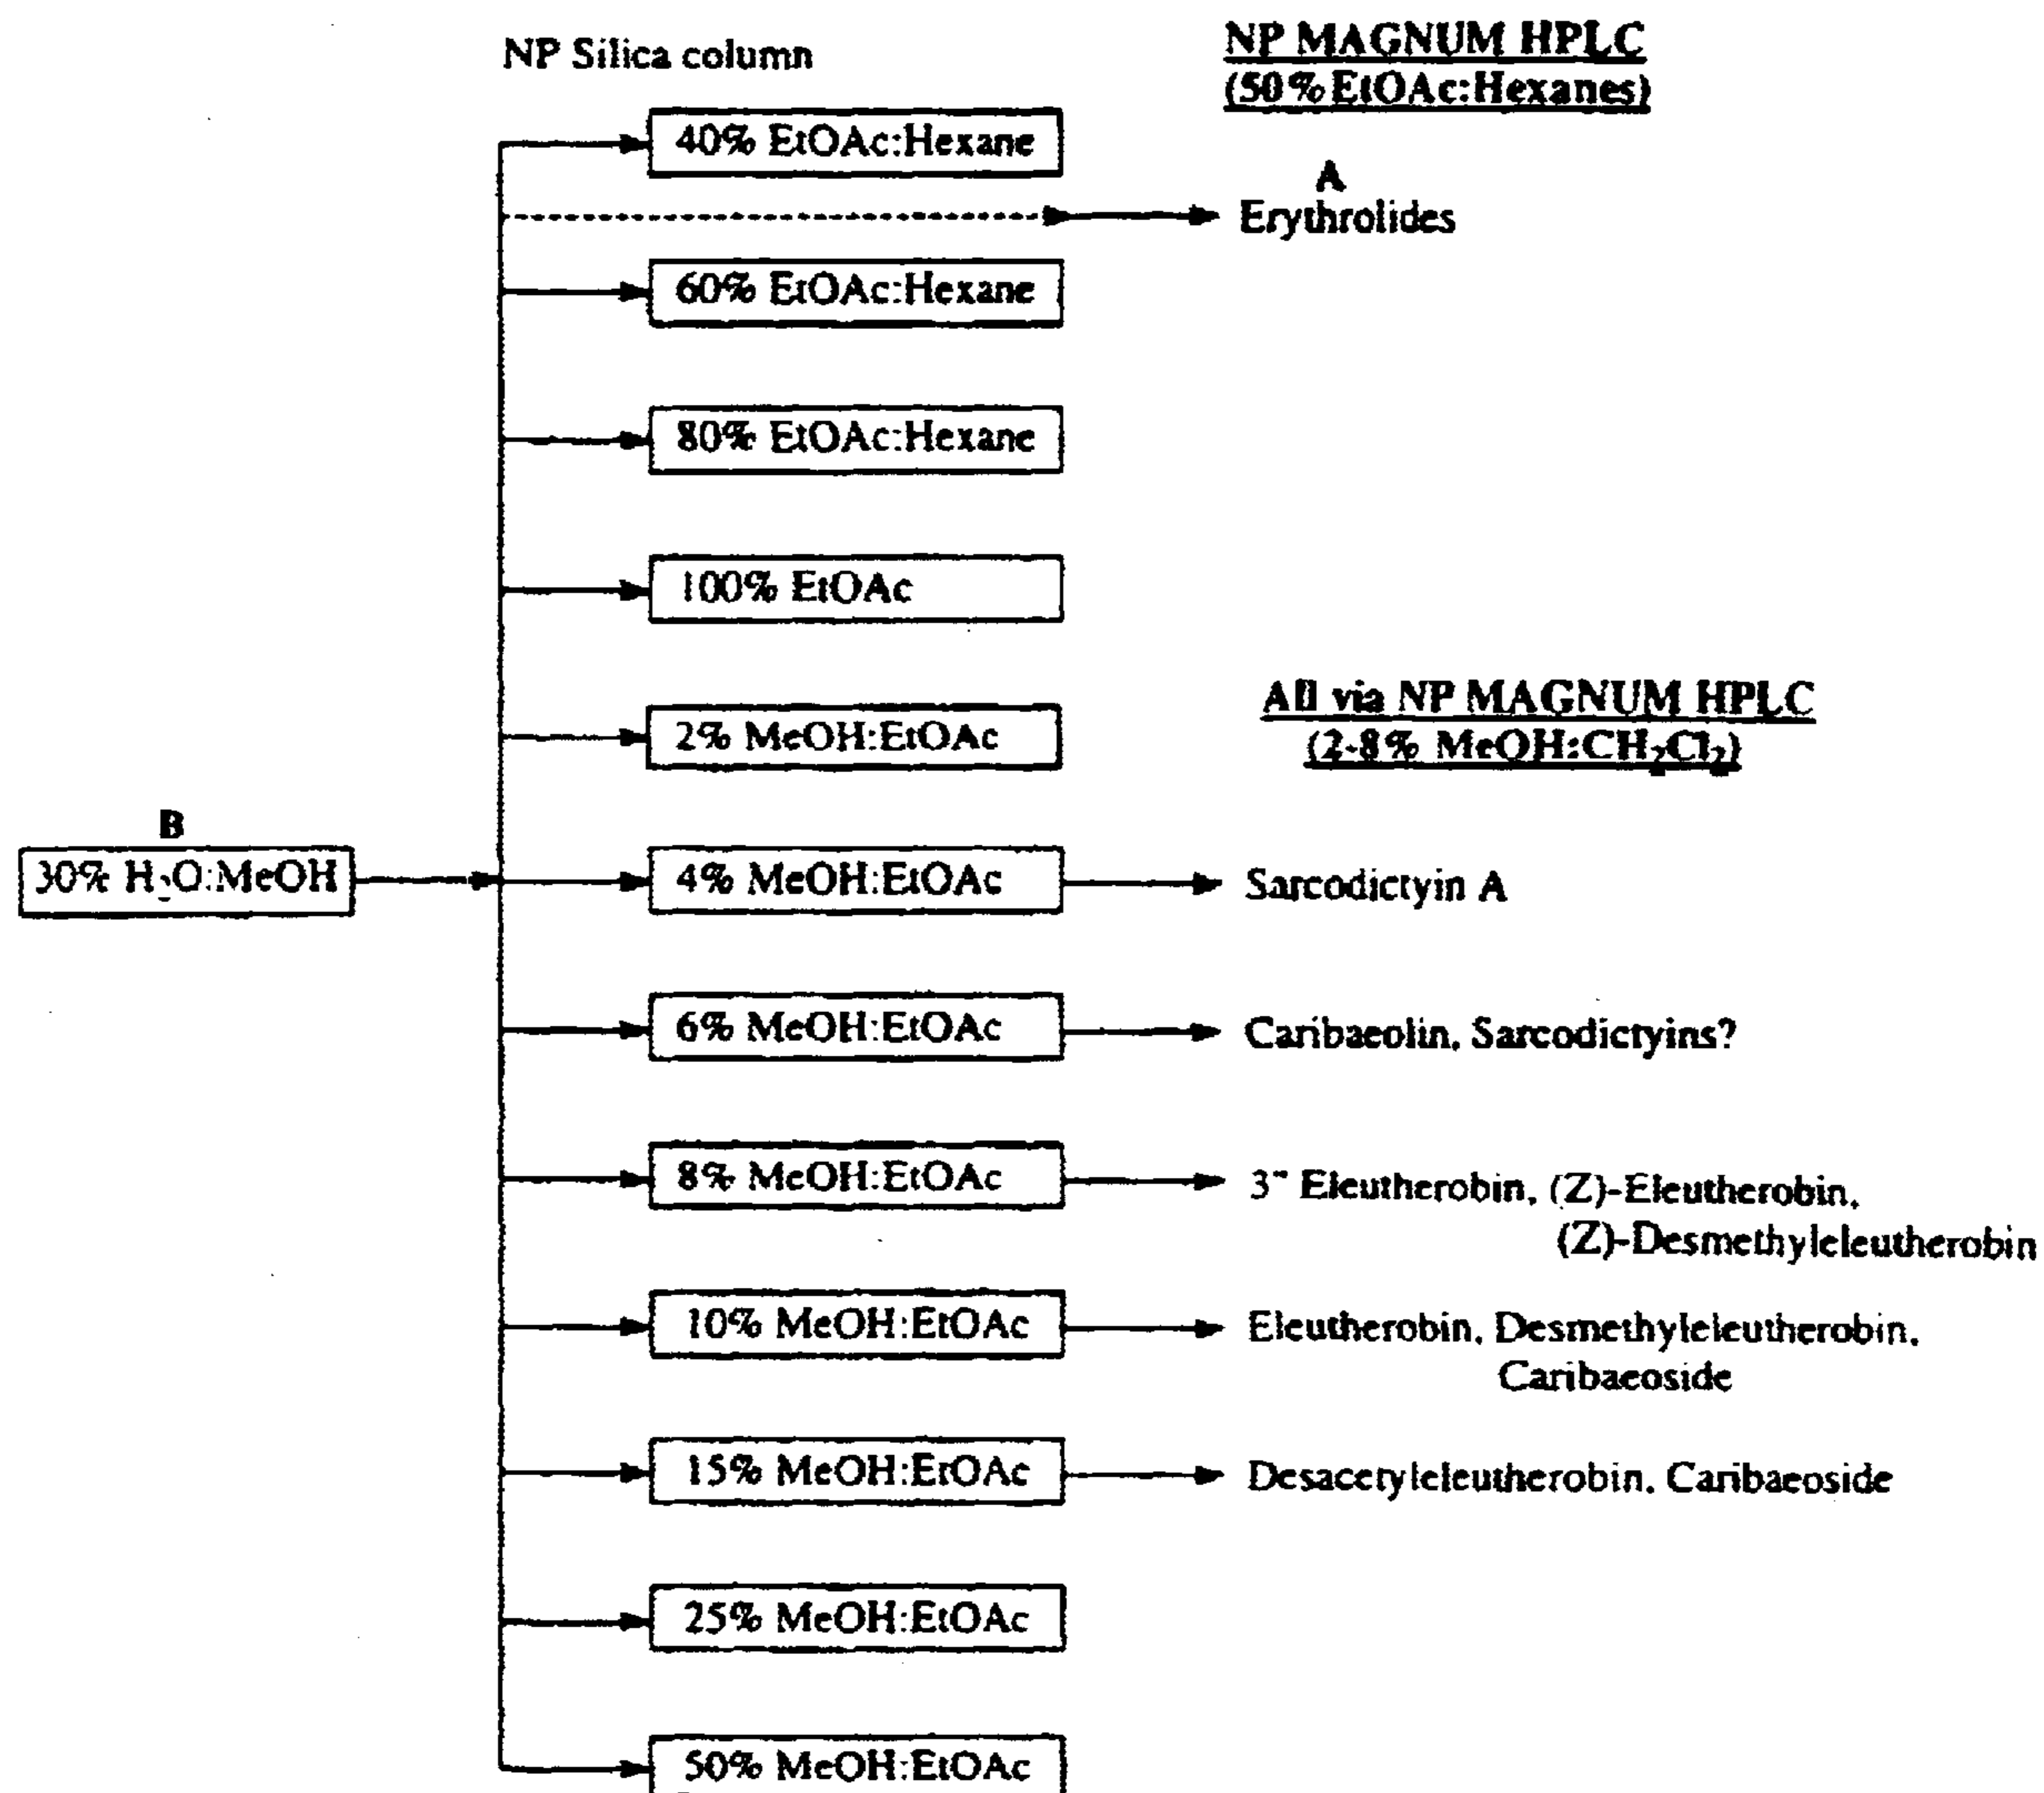 NP Silica column
NP MAGNUM HPLC
(50% EtOAc:Hexanes)
40% EtOAc:Hexane
A
Erythrolides
60% EtOAc:Hexane
80% EtOAc:Hexane
100% EtOAc
2% MeOH:EtOAc
All via NP MAGNUM HPLC
(2-8% MeOH:CH₂Cl₂)
B
30% H₂O:MeOH
4% MeOH:EtOAc
Sarcodictyin A
6% MeOH:EtOAc
Caribaeolin, Sarcodictyins?
8% MeOH:EtOAc
3" Eleutherobin, (Z)-Eleutherobin,
(Z)-Desmethyleleutherobin
10% MeOH:EtOAc
Eleutherobin, Desmethyleleutherobin,
Caribaeoside
15% MeOH:EtOAc
Desacetyleleutherobin, Caribaeoside
25% MeOH:EtOAc
50% MeOH:EtOAc